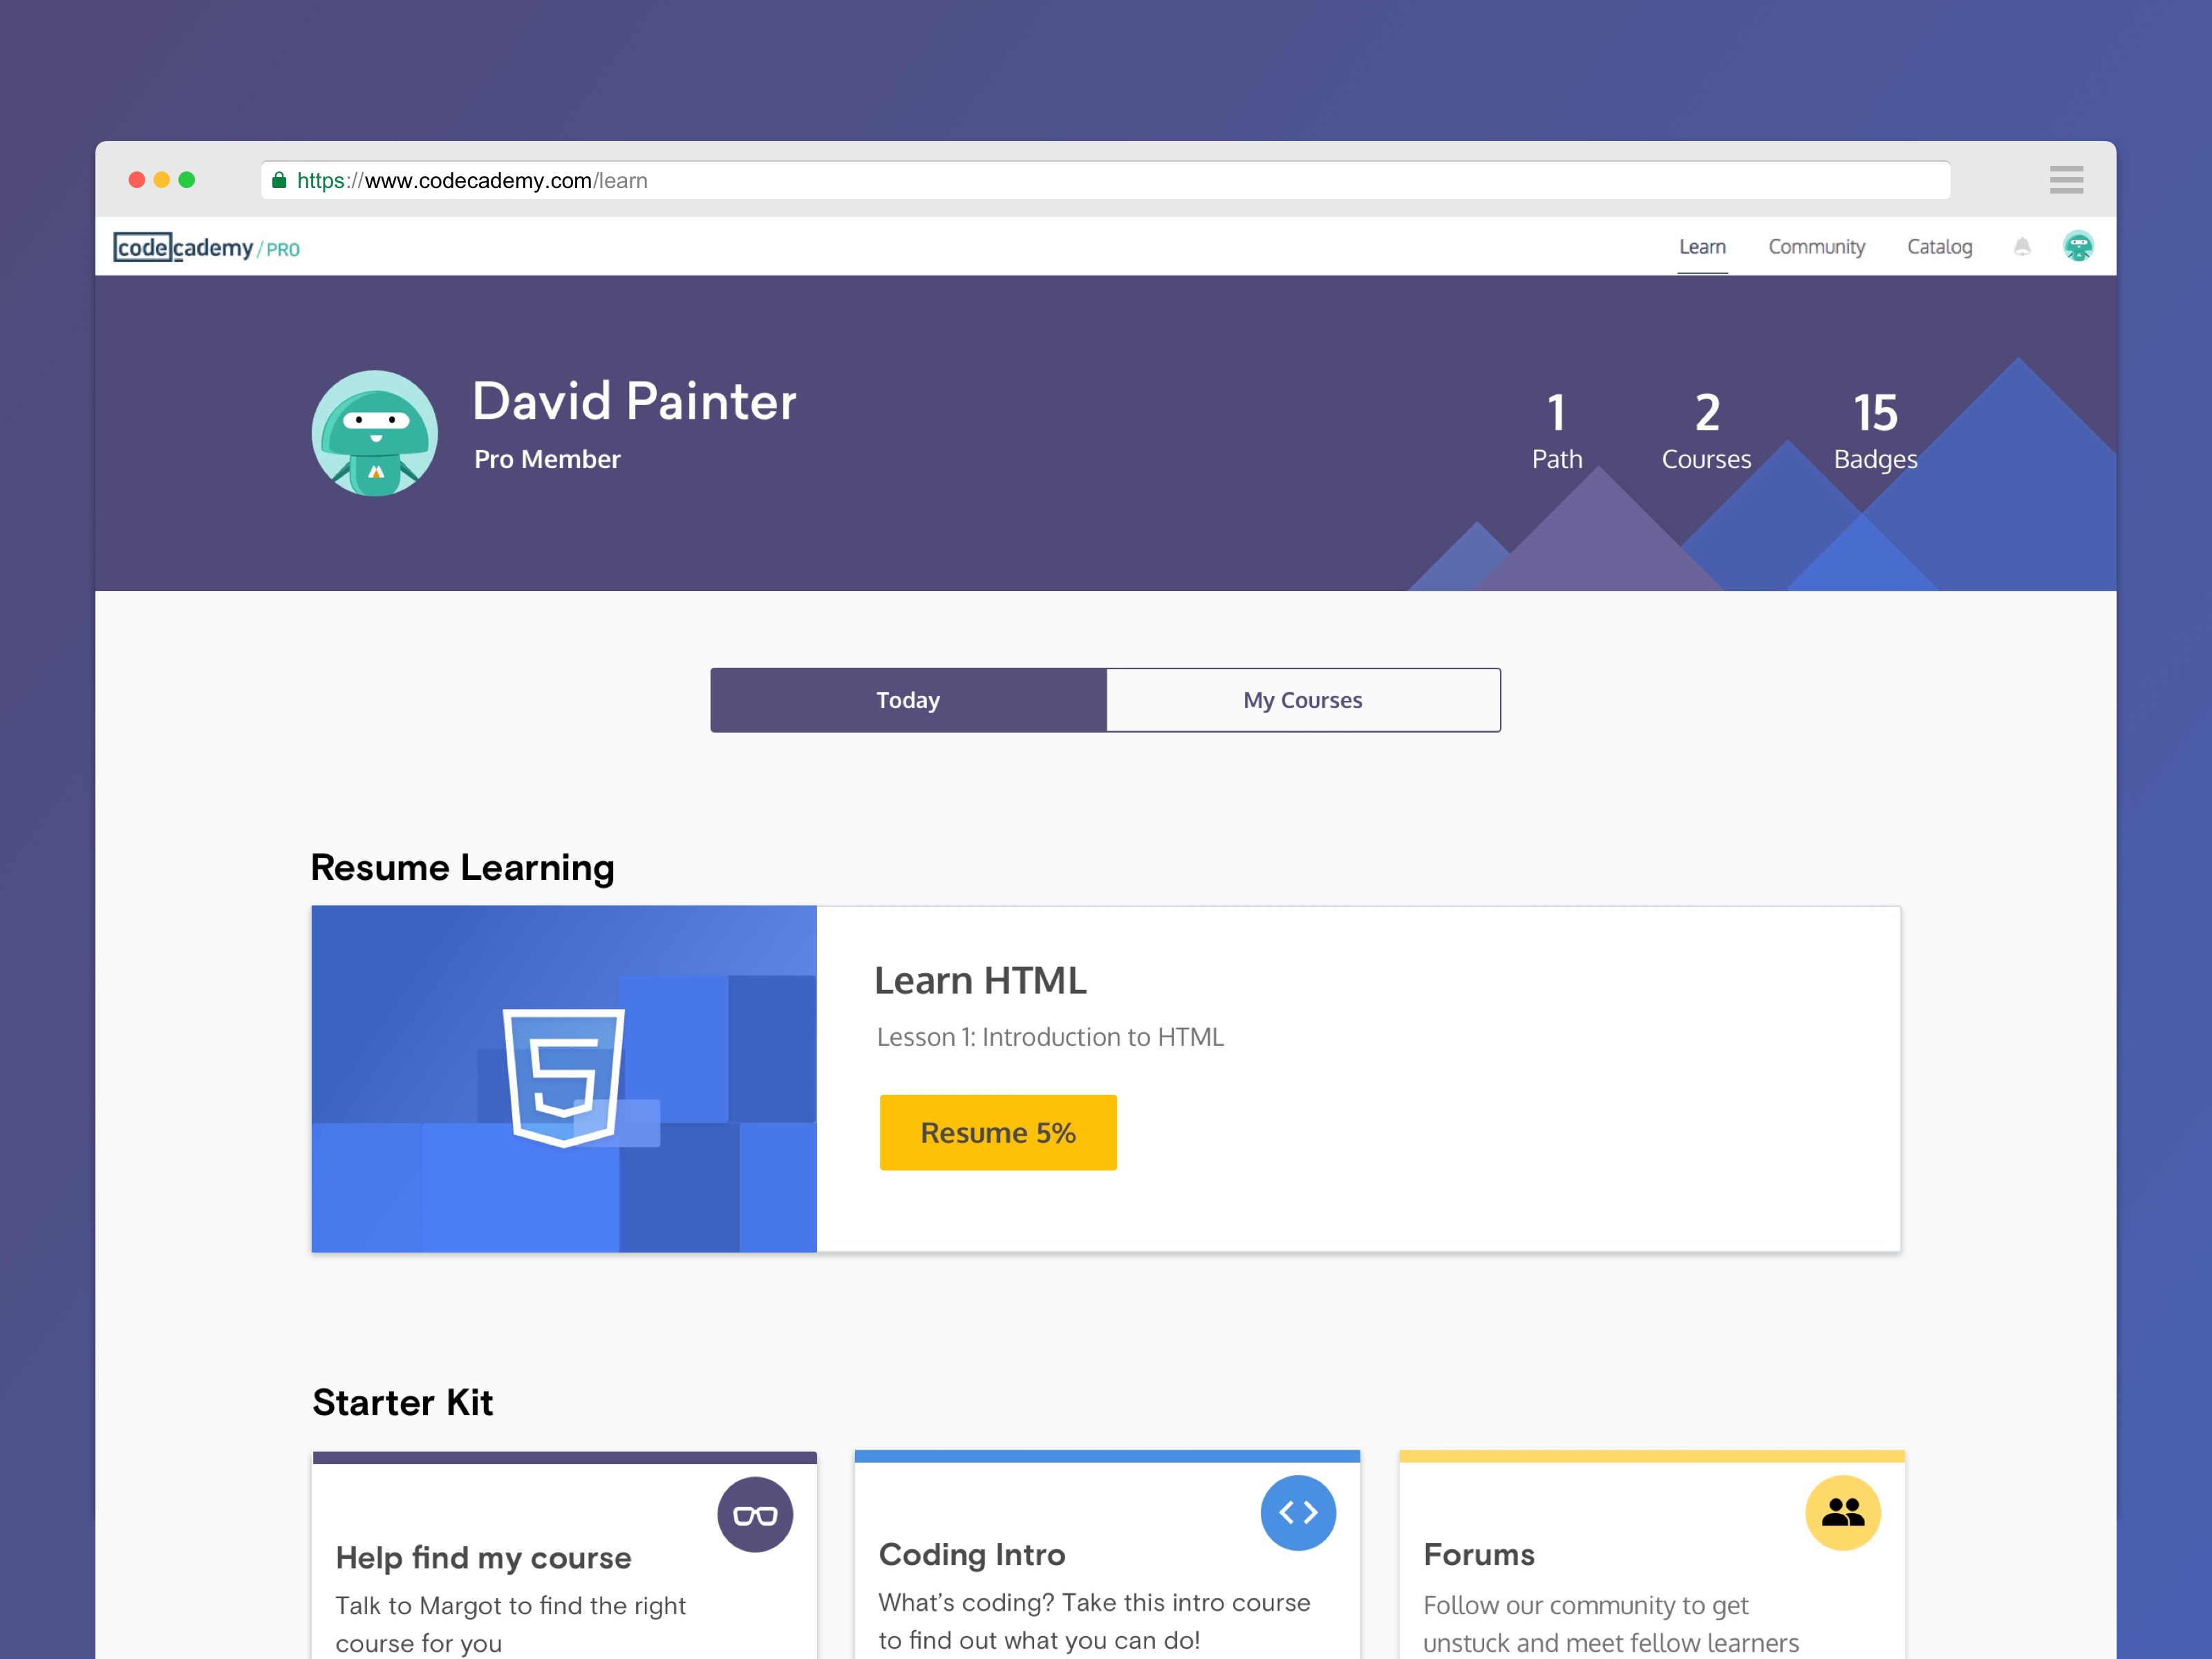 https://www.codecademy.com/learn
codecademy/PRO
Learn Community Catalog
David Painter
Pro Member
1 2 15
Path Courses Badges
Today My Courses
Resume Learning
Learn HTML
Lesson 1: Introduction to HTML
Resume 5%
Starter Kit
Help find my course
Talk to Margot to find the right
course for you
Coding Intro
What’s coding? Take this intro course
to find out what you can do!
Forums
Follow our community to get
unstuck and meet fellow learners